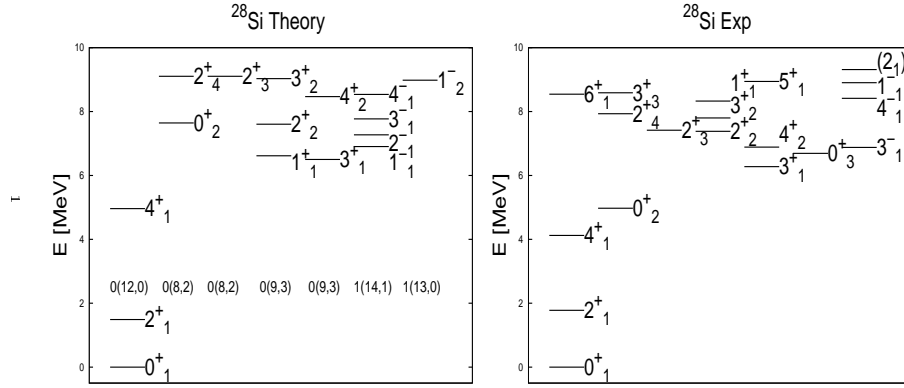 ²⁸Si Theory
E [MeV]
10
8
6
4
2
0
2⁺₄ 2⁺₃ 3⁺₂ 1⁻₂
4⁺₂ 4⁻₁
0⁺₂ 2⁺₂ 3⁻₁
2⁻₁
1⁺₁ 3⁺₁ 1⁻₁
4⁺₁
0(12,0) 0(8,2) 0(8,2) 0(9,3) 0(9,3) 1(14,1) 1(13,0)
2⁺₁
0⁺₁
1
²⁸Si Exp
E [MeV]
10
8
6
4
2
0
(2₁)
6⁺₁ 3⁺₃ 1⁺₁ 5⁺₁ 1⁻₁
2⁺₄ 3⁺₂ 4⁻₁
2⁺₃ 2⁺₂ 4⁺₂
3⁺₁ 0⁺₃ 3⁻₁
0⁺₂
4⁺₁
2⁺₁
0⁺₁